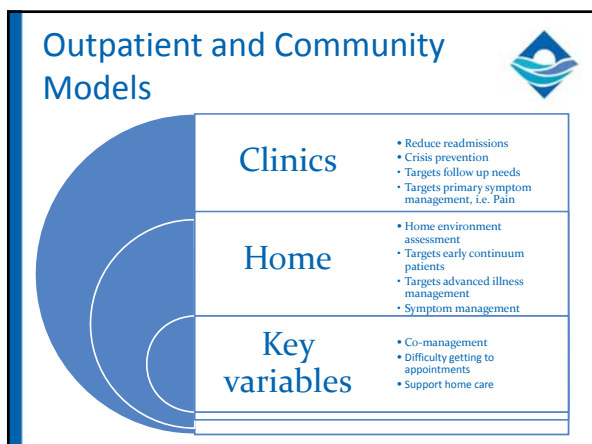 Outpatient and Community
Models
Clinics
• Reduce readmissions
• Crisis prevention
• Targets follow up needs
• Targets primary symptom
management, i.e. Pain
Home
• Home environment
assessment
• Targets early continuum
patients
• Targets advanced illness
management
• Symptom management
Key
variables
• Co-management
• Difficulty getting to
appointments
• Support home care